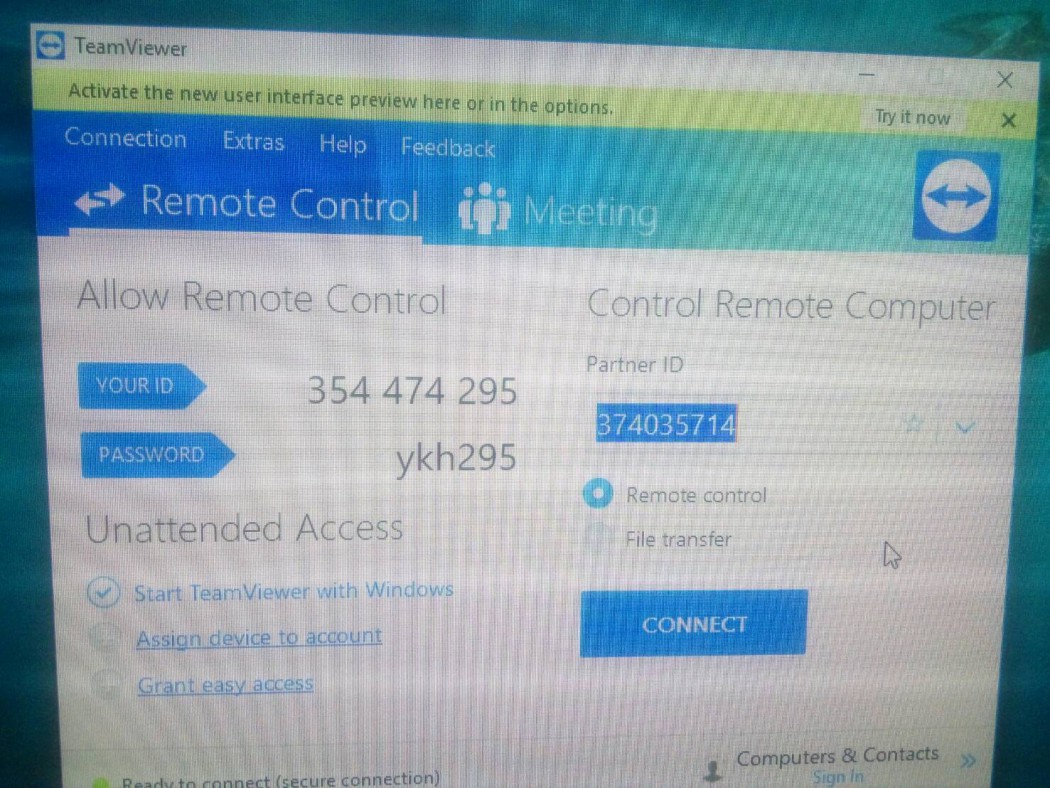 TeamViewer
Activate the new user interface preview here or in the options.
Try it now
Connection Extras Help Feedback
Remote Control Meeting
Allow Remote Control
YOUR ID 354 474 295
PASSWORD ykh295
Unattended Access
Start TeamViewer with Windows
Assign device to account
Grant easy access
Ready to connect (secure connection)
Control Remote Computer
Partner ID
374035714
Remote control
File transfer
CONNECT
Computers & Contacts
Sign In